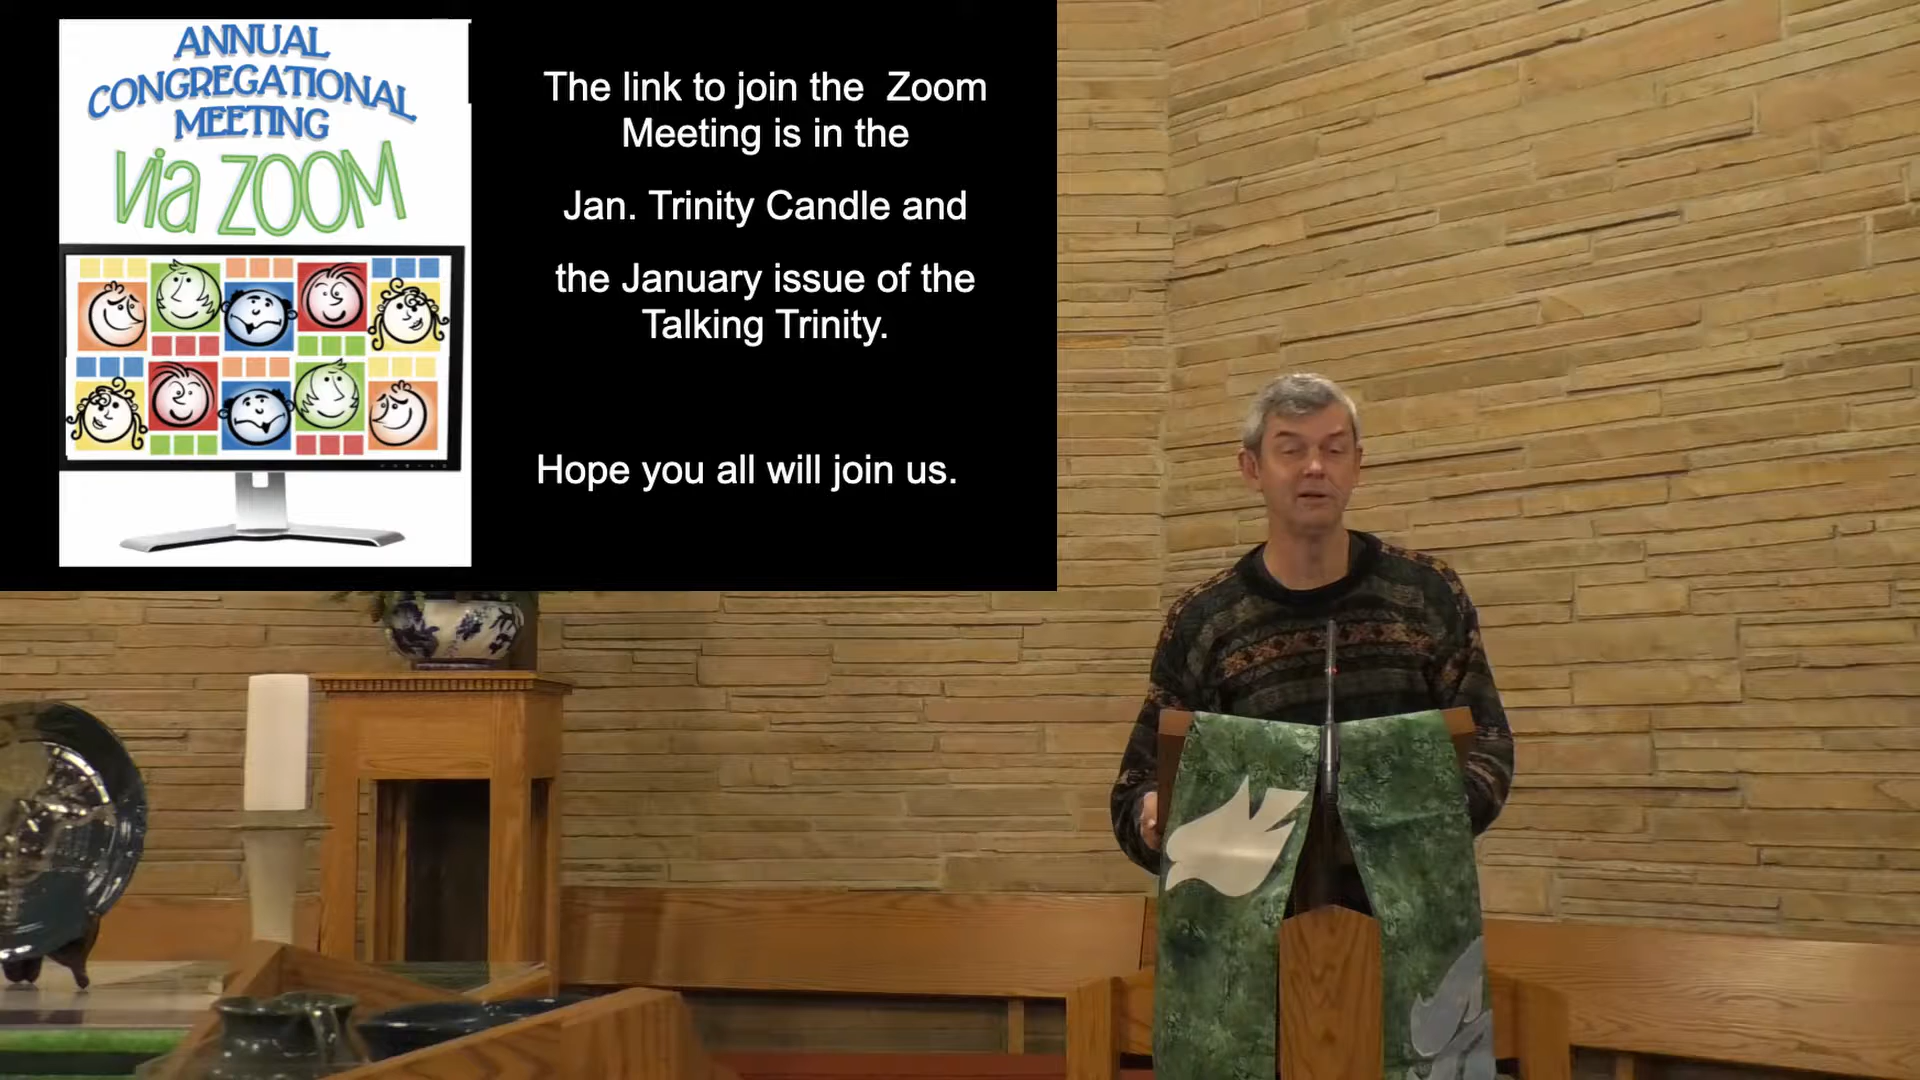 ANNUAL
CONGREGATIONAL
MEETING
via ZOOM
The link to join the Zoom
Meeting is in the
Jan. Trinity Candle and
the January issue of the
Talking Trinity.
Hope you all will join us.